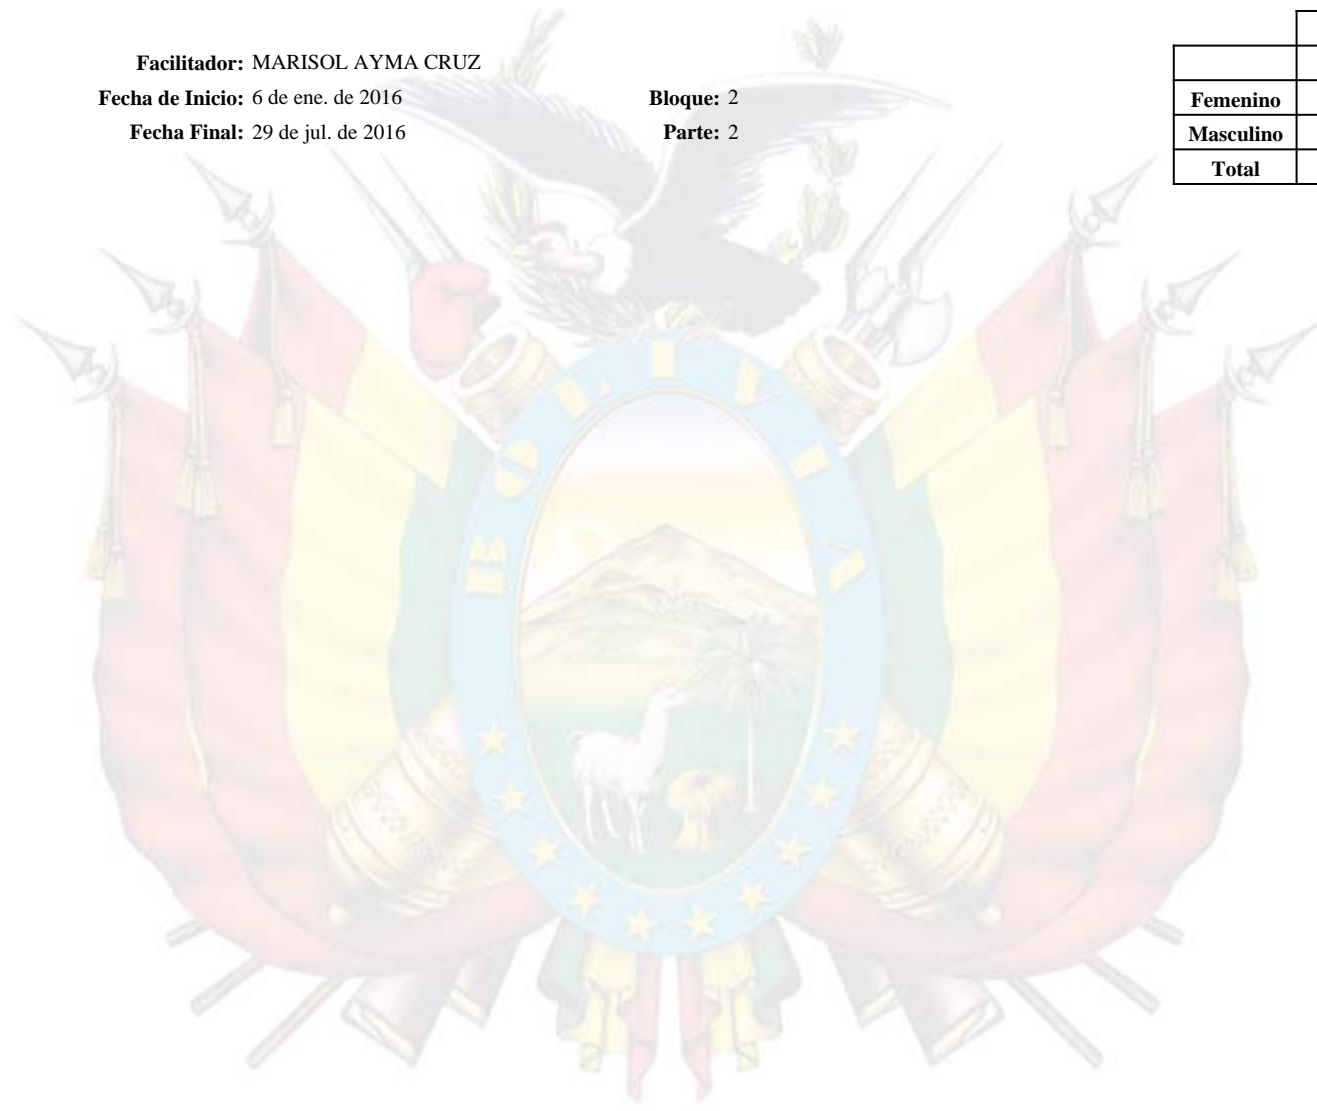 Facilitador: MARISOL AYMA CRUZ
Fecha de Inicio: 6 de ene. de 2016 Bloque: 2
Fecha Final: 29 de jul. de 2016 Parte: 2
Femenino
Masculino
Total
BOLIVIA